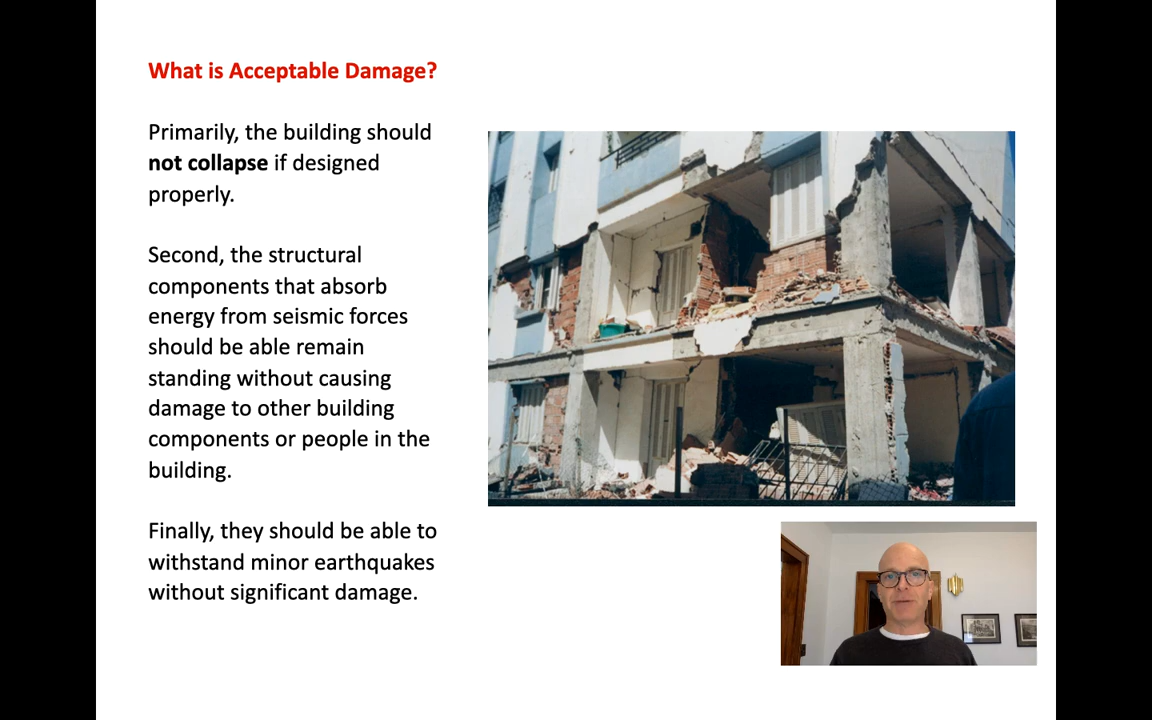 What is Acceptable Damage?
Primarily, the building should
not collapse if designed
properly.
Second, the structural
components that absorb
energy from seismic forces
should be able remain
standing without causing
damage to other building
components or people in the
building.
Finally, they should be able to
withstand minor earthquakes
without significant damage.